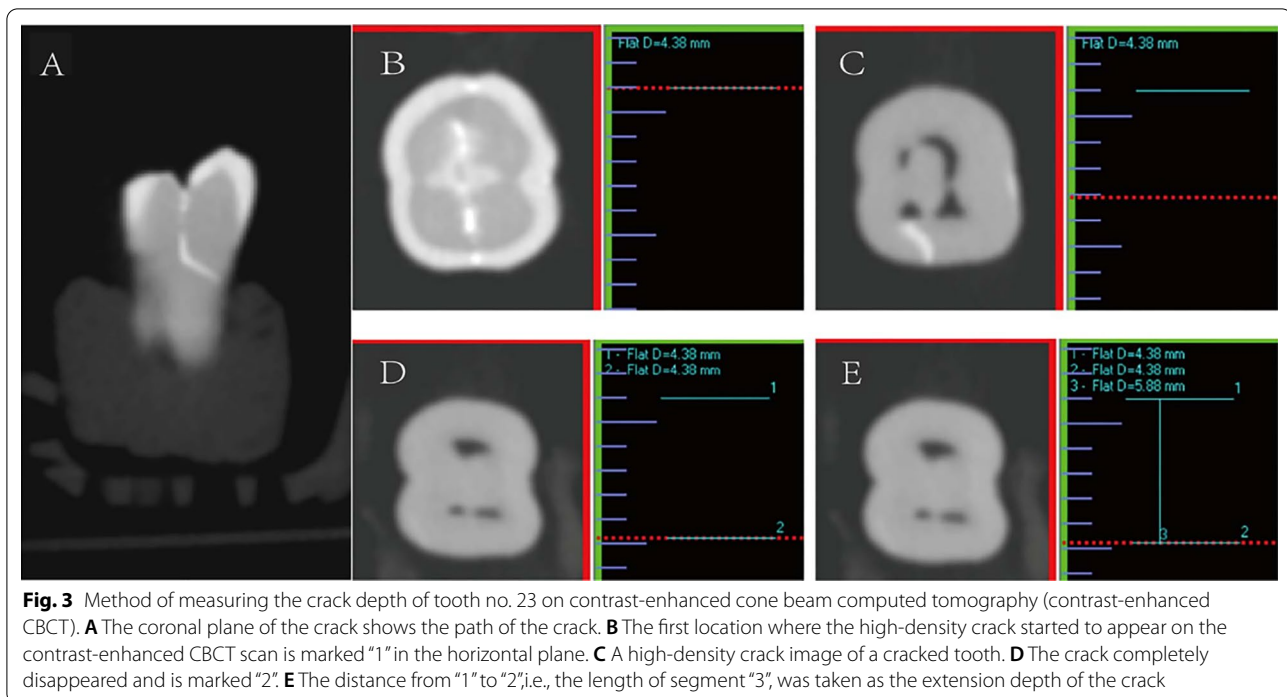 A
B
Flat D=4.38 mm
C
Flat D=4.38 mm
D
1 - Flat D=4.38 mm
2 - Flat D=4.38 mm
1
2
E
1 - Flat D=4.38 mm
2 - Flat D=4.38 mm
3 - Flat D=5.88 mm
1
3
2
Fig. 3 Method of measuring the crack depth of tooth no. 23 on contrast-enhanced cone beam computed tomography (contrast-enhanced
CBCT). A The coronal plane of the crack shows the path of the crack. B The first location where the high-density crack started to appear on the
contrast-enhanced CBCT scan is marked “1” in the horizontal plane. C A high-density crack image of a cracked tooth. D The crack completely
disappeared and is marked “2”. E The distance from “1” to “2”,i.e., the length of segment “3”, was taken as the extension depth of the crack